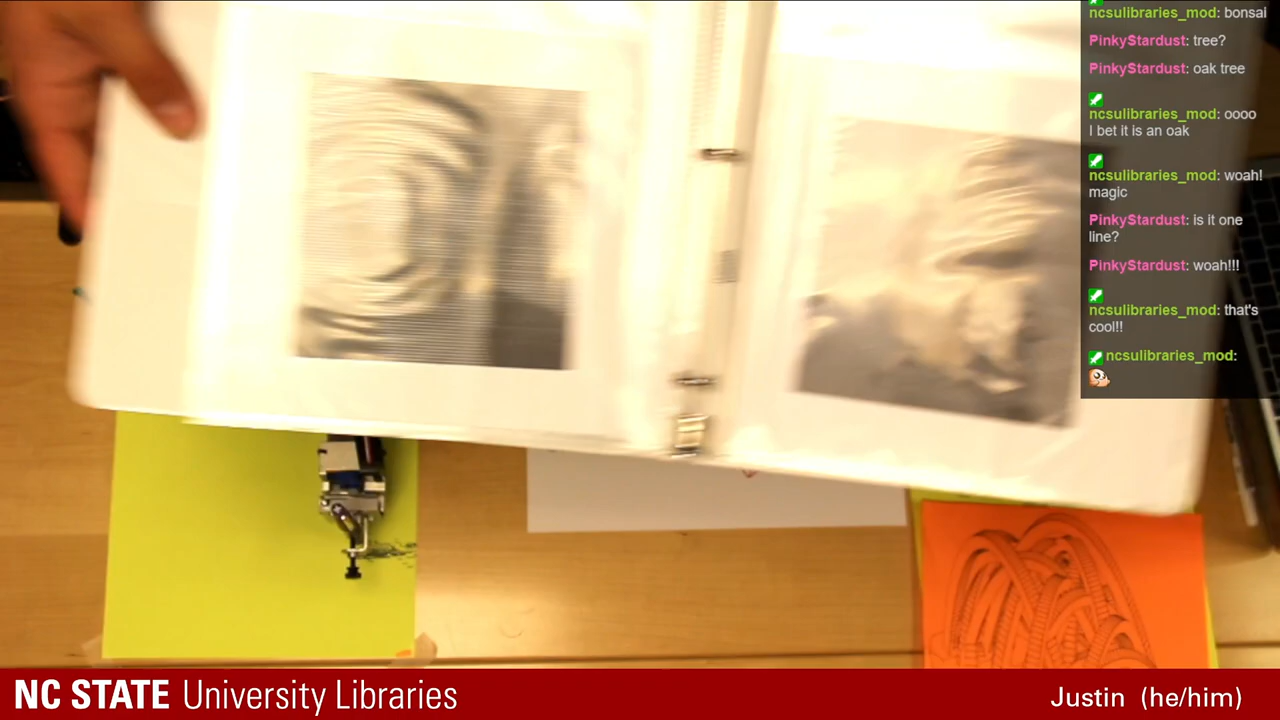 ncsulibraries_mod: bonsai
PinkyStardust: tree?
PinkyStardust: oak tree
ncsulibraries_mod: oooo
I bet it is an oak
ncsulibraries_mod: woah!
magic
PinkyStardust: is it one
line?
PinkyStardust: woah!!!
ncsulibraries_mod: that's
cool!!
ncsulibraries_mod:
NC STATE University Libraries
Justin (he/him)